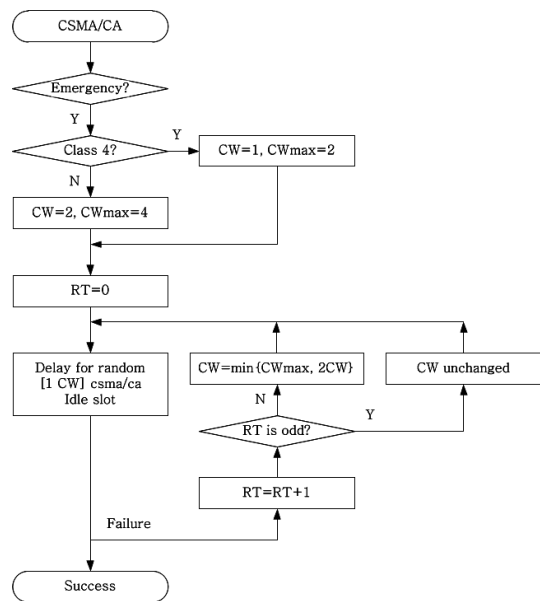 CSMA/CA
Emergency?
Y
Class 4?
Y
CW=1, CWmax=2
N
CW=2, CWmax=4
RT=0
Delay for random
[1 CW] csma/ca
Idle slot
CW=min{CWmax, 2CW}
CW unchanged
N
Y
RT is odd?
RT=RT+1
Failure
Success